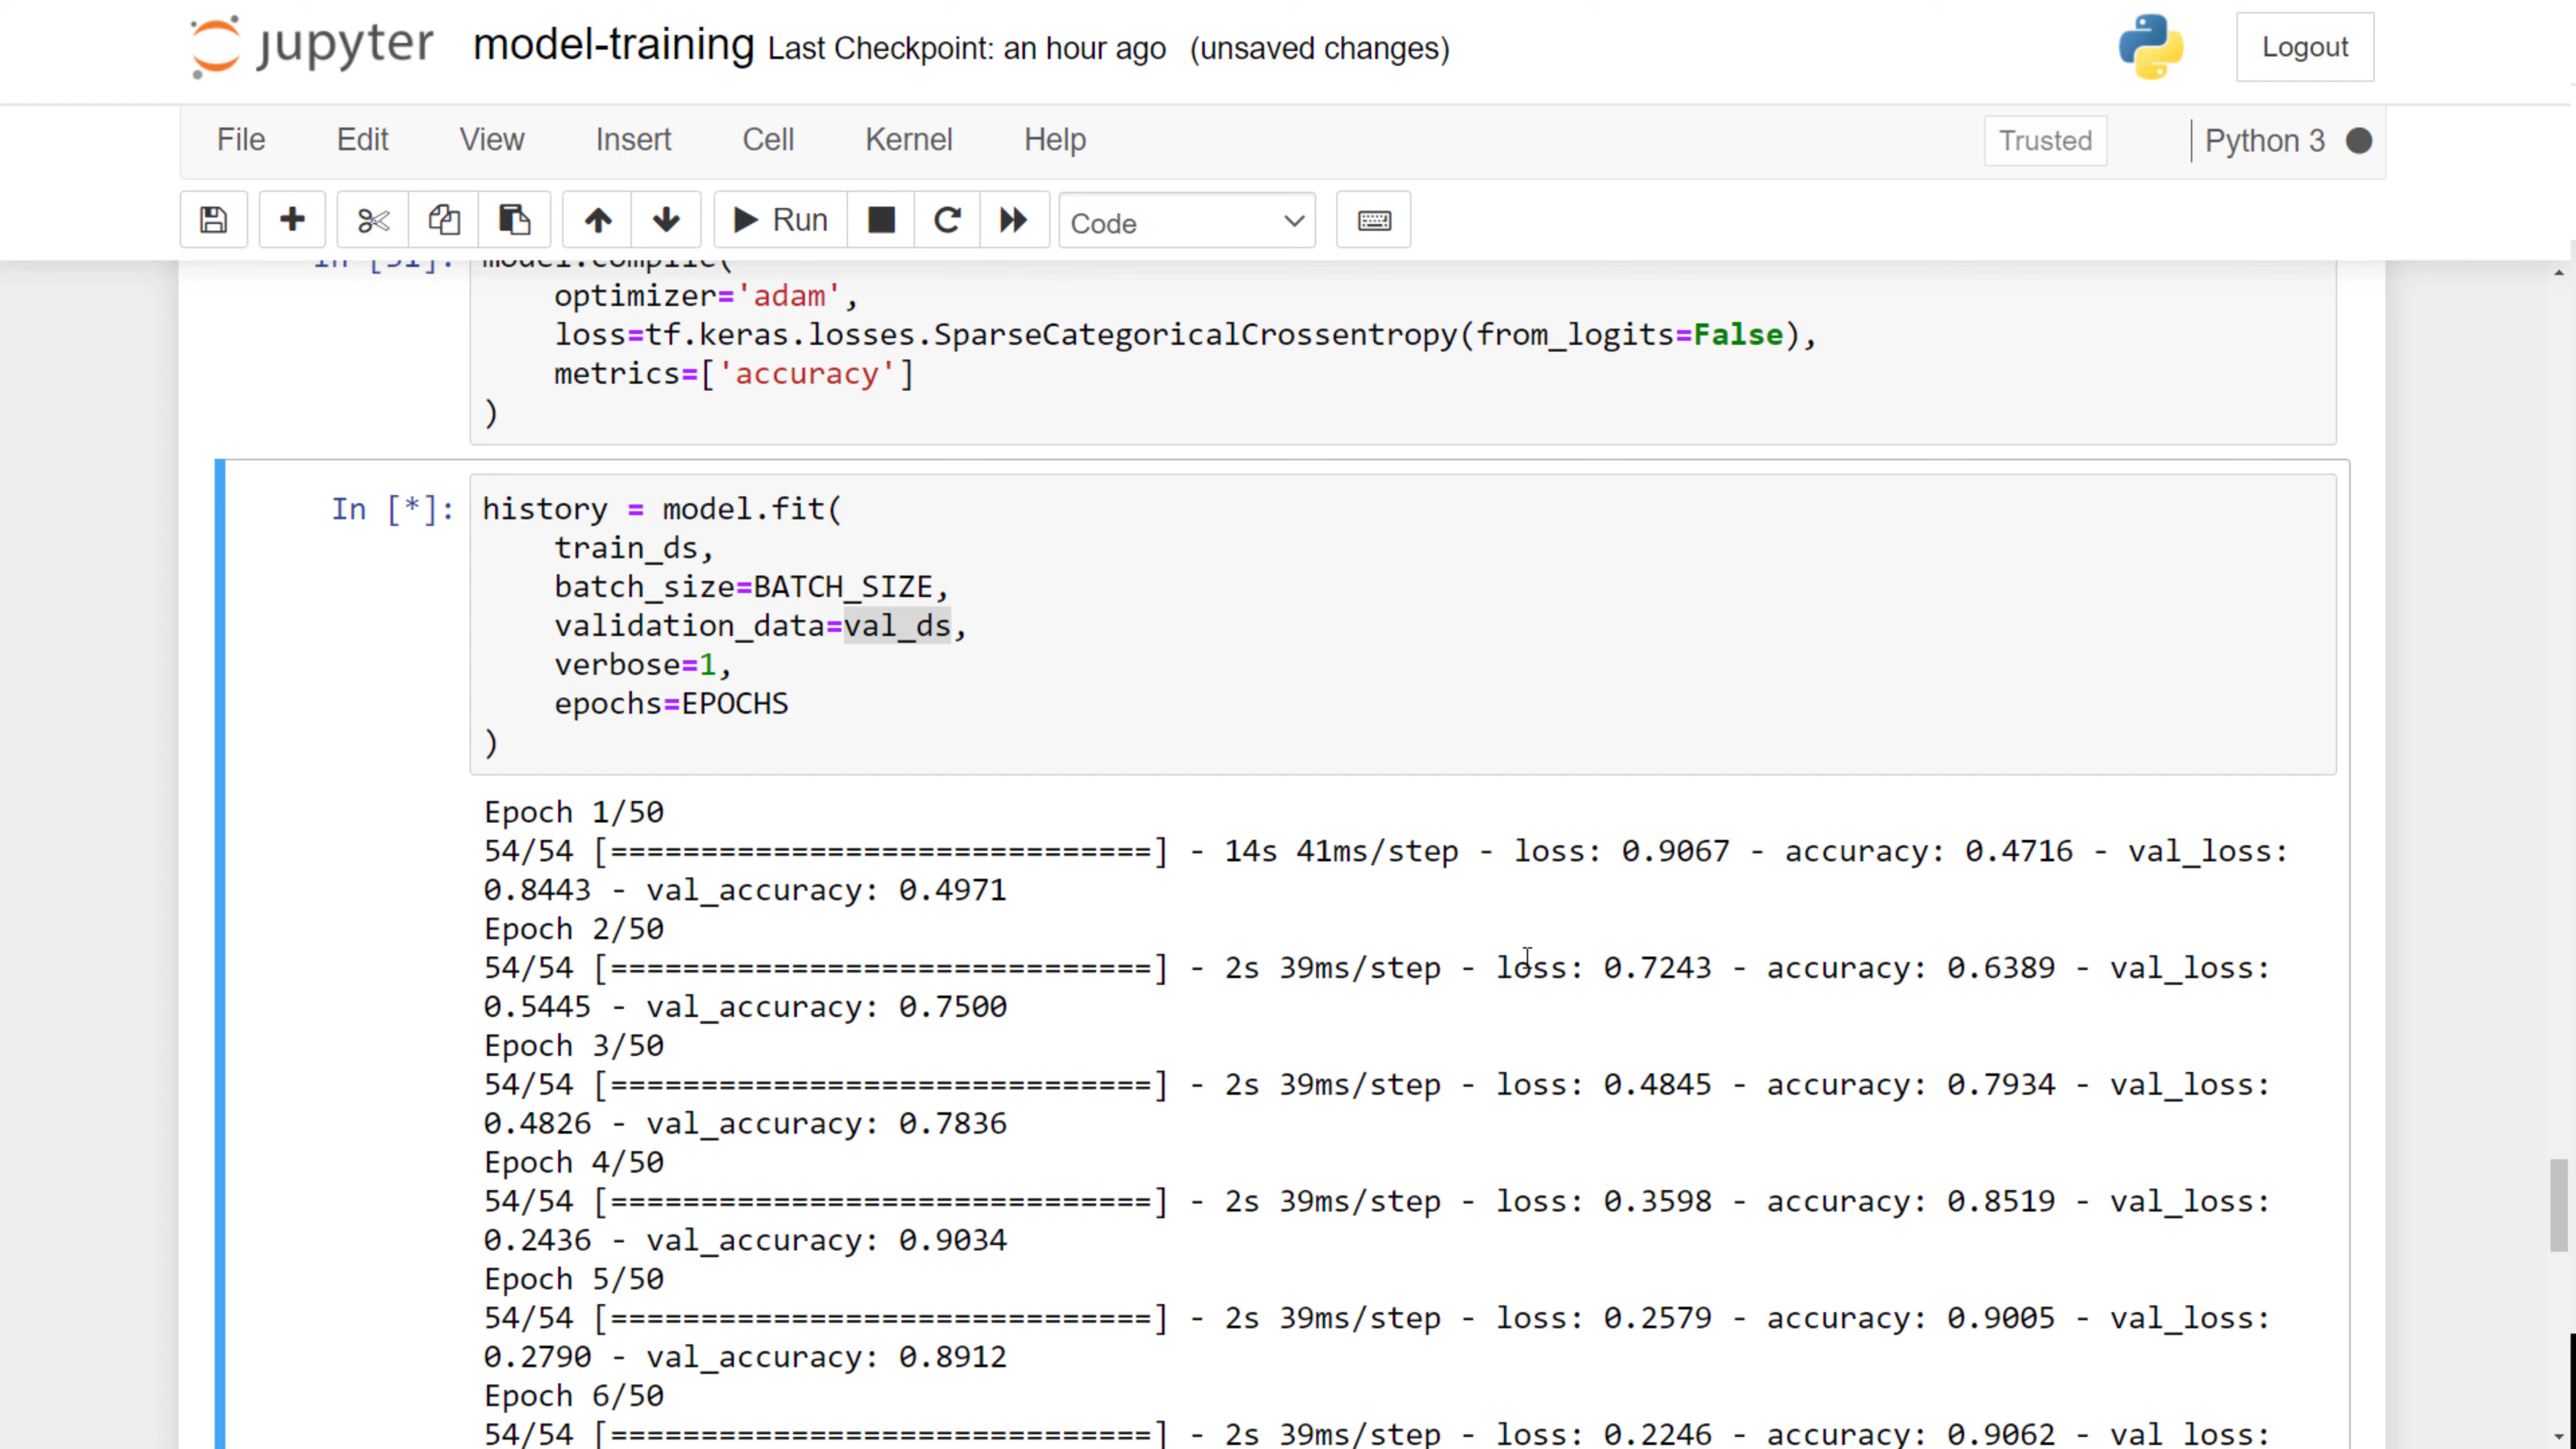 jupyter model-training Last Checkpoint: an hour ago (unsaved changes) Logout
File Edit View Insert Cell Kernel Help Trusted Python 3
Run Code
In [51]: model.compile(
optimizer='adam',
loss=tf.keras.losses.SparseCategoricalCrossentropy(from_logits=False),
metrics=['accuracy']
)
In [*]: history = model.fit(
train_ds,
batch_size=BATCH_SIZE,
validation_data=val_ds,
verbose=1,
epochs=EPOCHS
)
Epoch 1/50
54/54 [==============================] - 14s 41ms/step - loss: 0.9067 - accuracy: 0.4716 - val_loss:
0.8443 - val_accuracy: 0.4971
Epoch 2/50
54/54 [==============================] - 2s 39ms/step - loss: 0.7243 - accuracy: 0.6389 - val_loss:
0.5445 - val_accuracy: 0.7500
Epoch 3/50
54/54 [==============================] - 2s 39ms/step - loss: 0.4845 - accuracy: 0.7934 - val_loss:
0.4826 - val_accuracy: 0.7836
Epoch 4/50
54/54 [==============================] - 2s 39ms/step - loss: 0.3598 - accuracy: 0.8519 - val_loss:
0.2436 - val_accuracy: 0.9034
Epoch 5/50
54/54 [==============================] - 2s 39ms/step - loss: 0.2579 - accuracy: 0.9005 - val_loss:
0.2790 - val_accuracy: 0.8912
Epoch 6/50
54/54 [==============================] - 2s 39ms/step - loss: 0.2246 - accuracy: 0.9062 - val_loss: